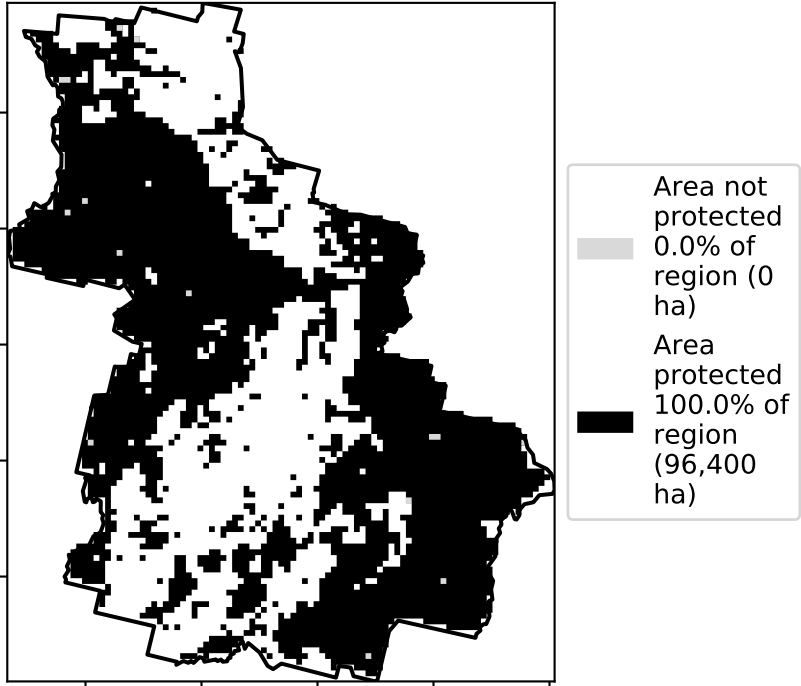 Area not
protected
0.0% of
region (0
ha)
Area
protected
100.0% of
region
(96,400
ha)